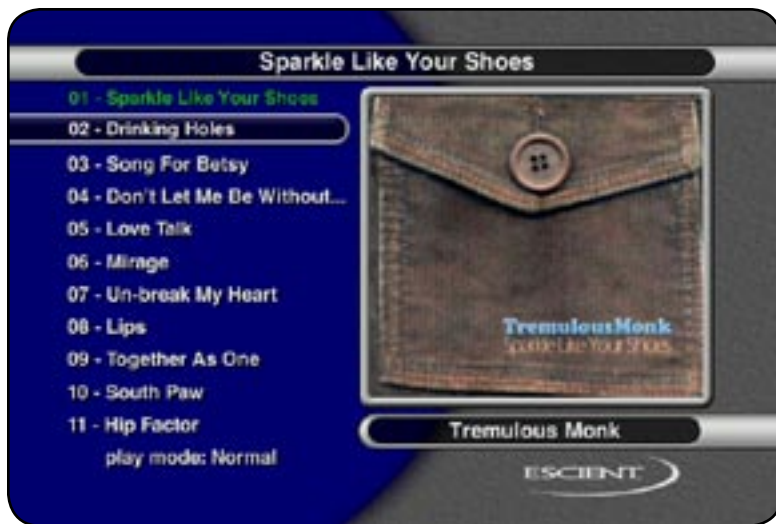 Sparkle Like Your Shoes
01 - Sparkle Like Your Shoes
02 - Drinking Holes
03 - Song For Betsy
04 - Don't Let Me Be Without...
05 - Love Talk
06 - Mirage
07 - Un-break My Heart
08 - Lips
09 - Together As One
10 - South Paw
11 - Hip Factor
play mode: Normal
TremulousMonk
Sparkle Like Your Shoes
Tremulous Monk
ESCIENT